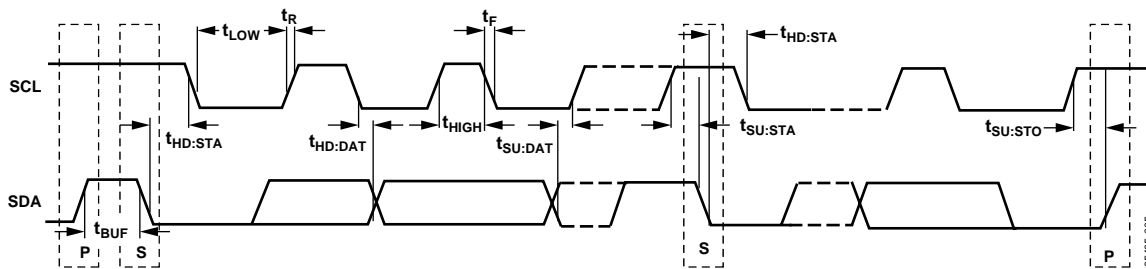 tLOW
tR
tF
tHD:STA
SCL
tHD:STA
tHD:DAT
tHIGH
tSU:DAT
tSU:STA
tSU:STO
SDA
tBUF
P
S
S
P